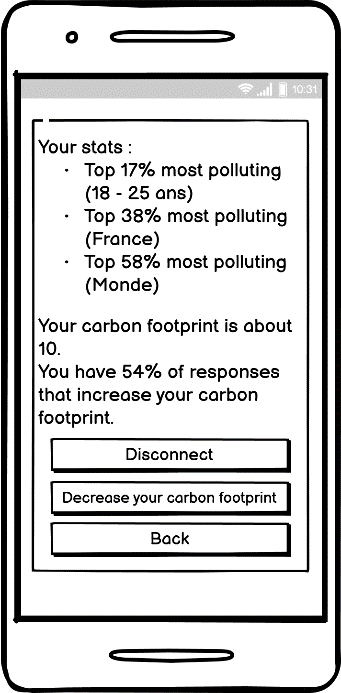 10:31
Your stats :
· Top 17% most polluting
(18 - 25 ans)
· Top 38% most polluting
(France)
· Top 58% most polluting
(Monde)
Your carbon footprint is about
10.
You have 54% of responses
that increase your carbon
footprint.
Disconnect
Decrease your carbon footprint
Back